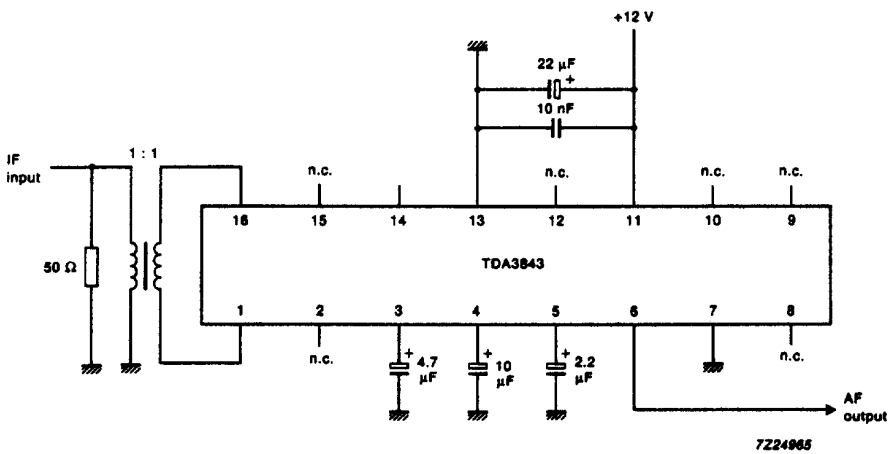 +12 V
22 µF
+
10 nF
IF
input
1 : 1
n.c.
n.c.
n.c.
n.c.
16
15
14
13
12
11
10
9
50 Ω
TDA3843
1
2
3
4
5
6
7
8
n.c.
+
4.7
µF
+
10
µF
+
2.2
µF
n.c.
AF
output
7Z24965